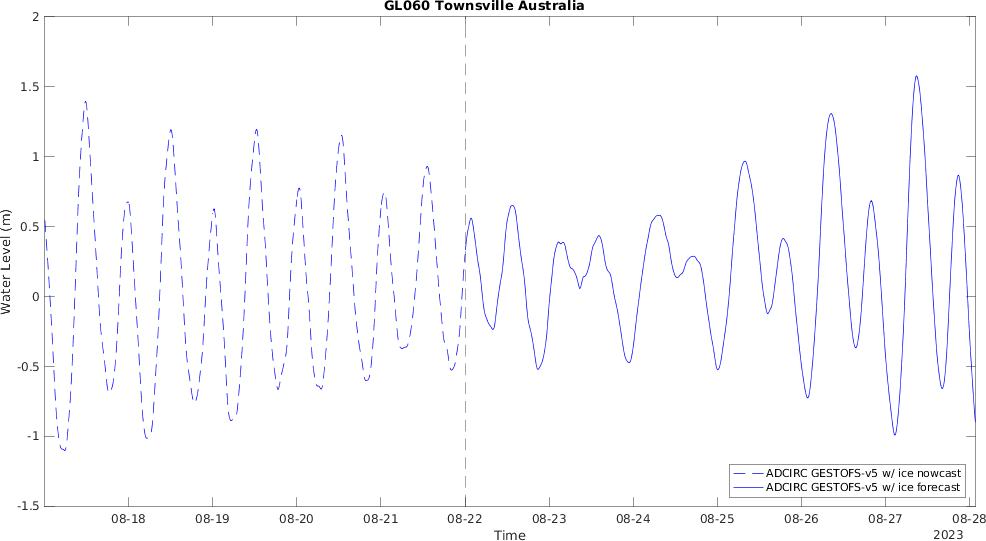 GL060 Townsville Australia
2
1.5
1
0.5
0
-0.5
-1
-1.5
Water Level (m)
ADCIRC GESTOFS-v5 w/ ice nowcast
ADCIRC GESTOFS-v5 w/ ice forecast
08-18 08-19 08-20 08-21 08-22 08-23 08-24 08-25 08-26 08-27 08-28
Time
2023